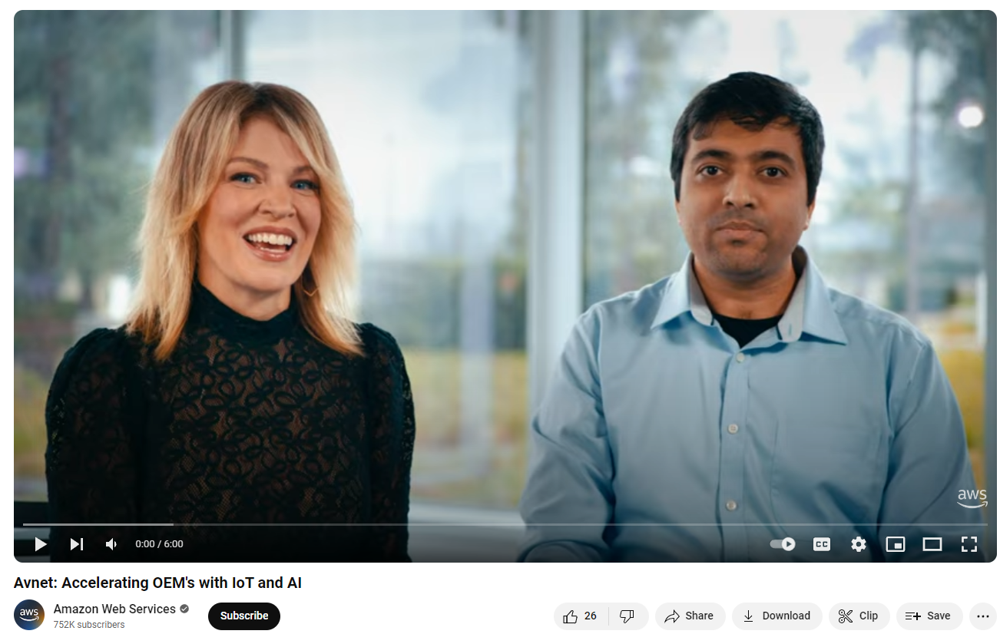 aws
0:00 / 6:00
CC
Avnet: Accelerating OEM's with IoT and AI
aws
Amazon Web Services
752K subscribers
Subscribe
26
Share
Download
Clip
Save